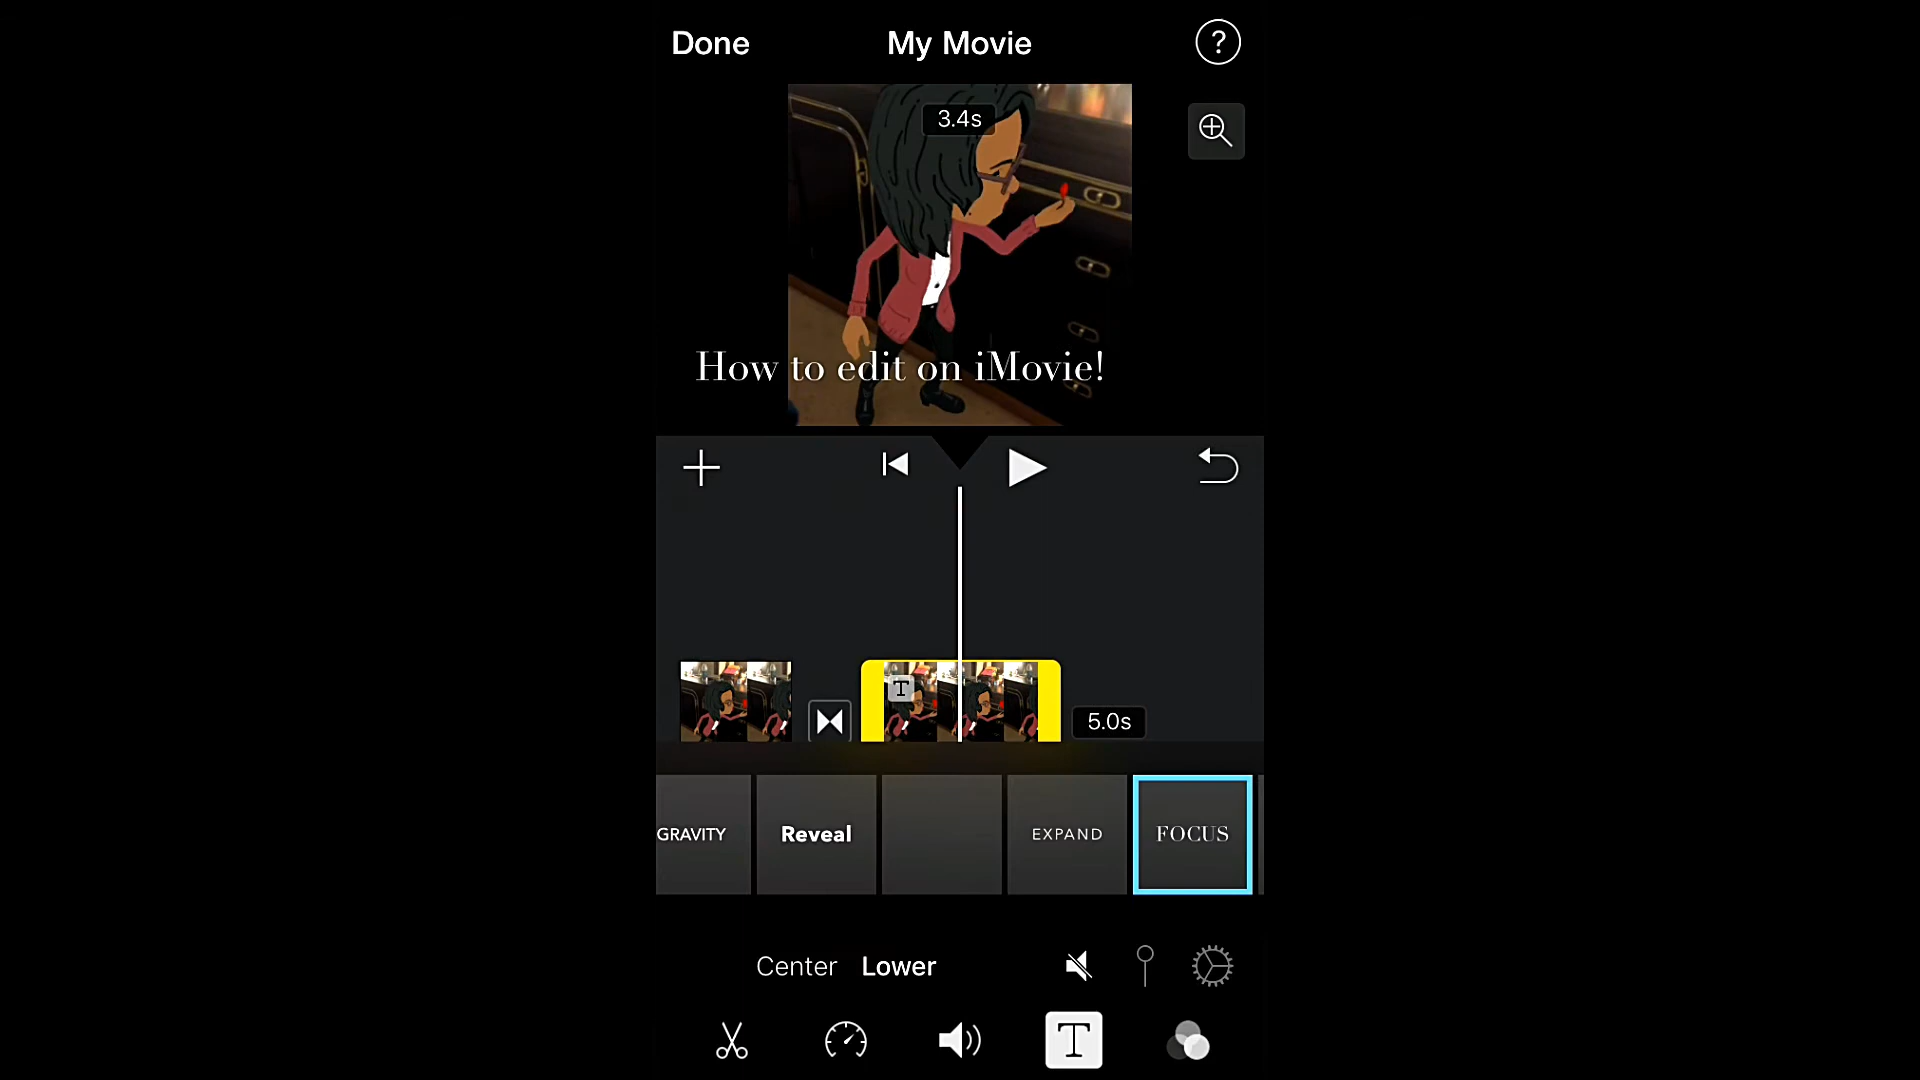 Done
My Movie
?
3.4s
How to edit on iMovie!
T
5.0s
GRAVITY
Reveal
EXPAND
FOCUS
Center
Lower
T